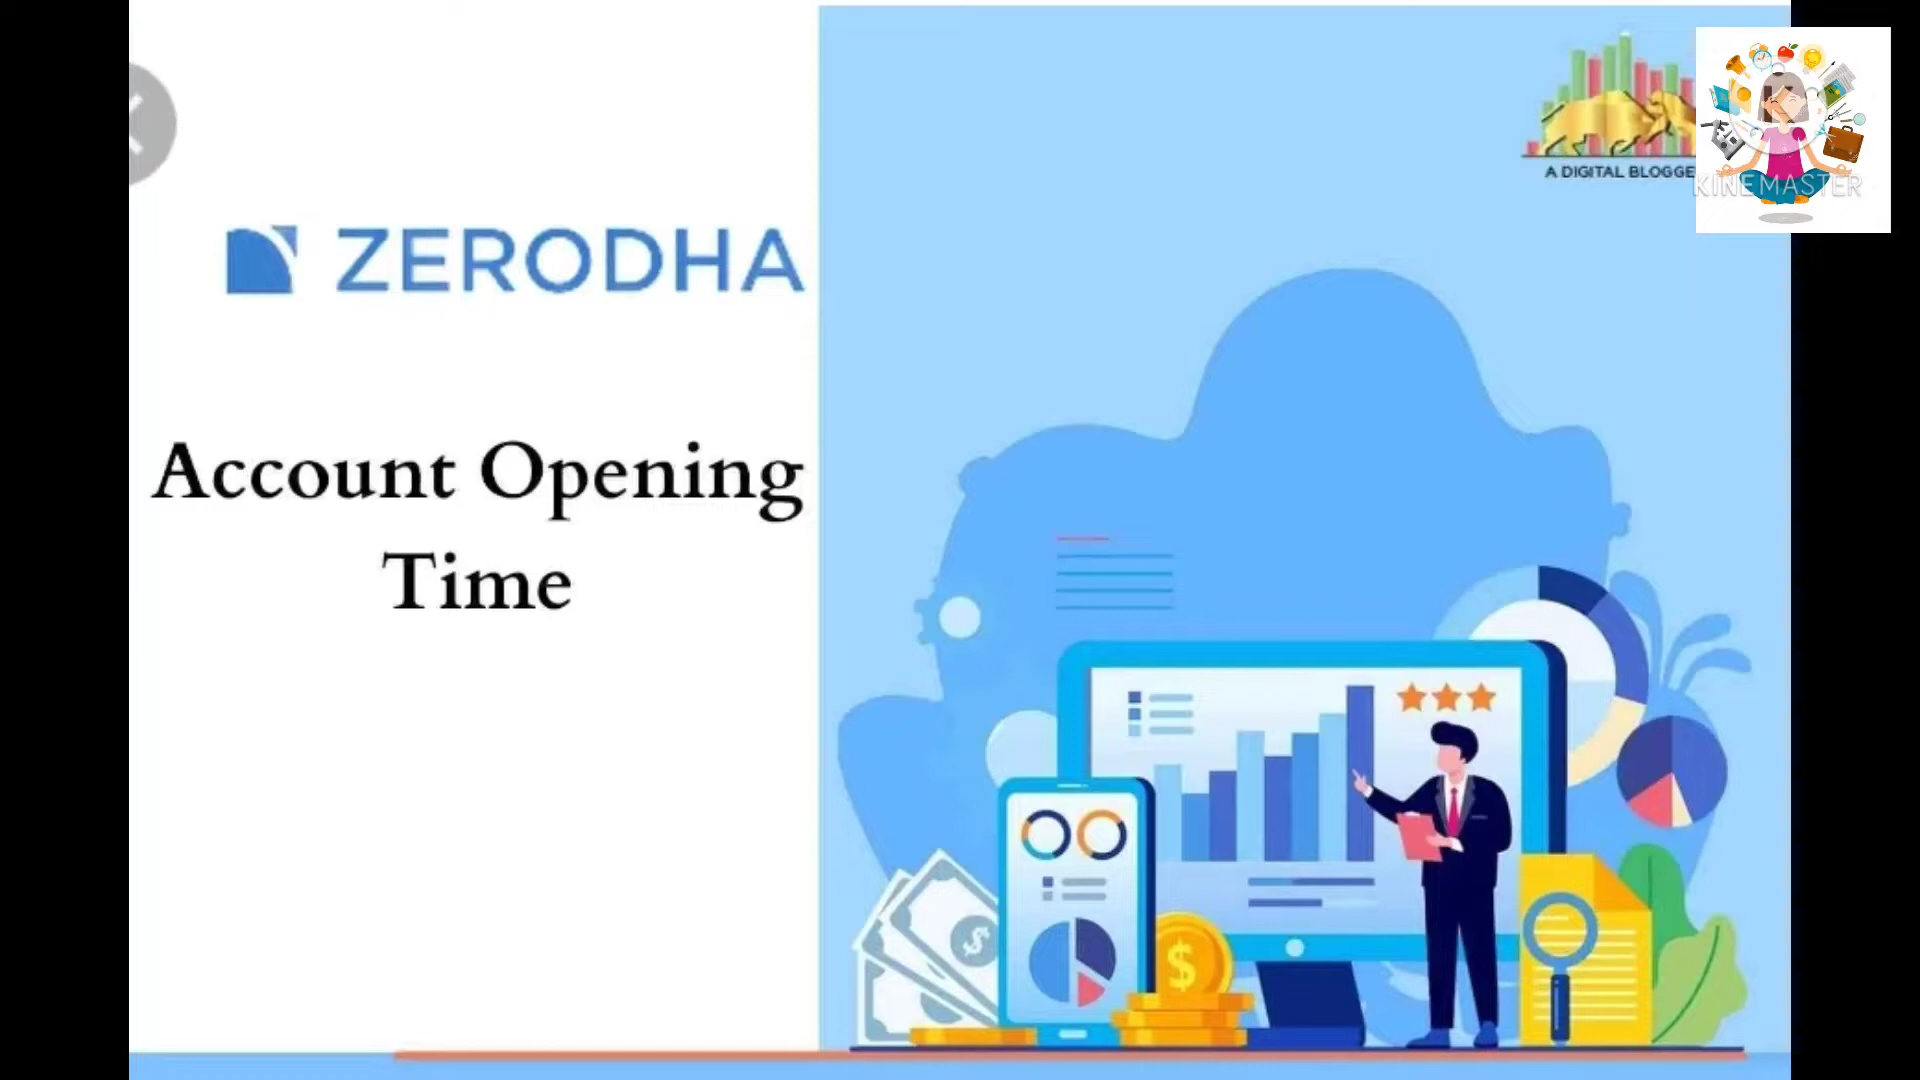 ZERODHA
Account Opening
Time
A DIGITAL BLOGGE
KINEMASTER
$
$